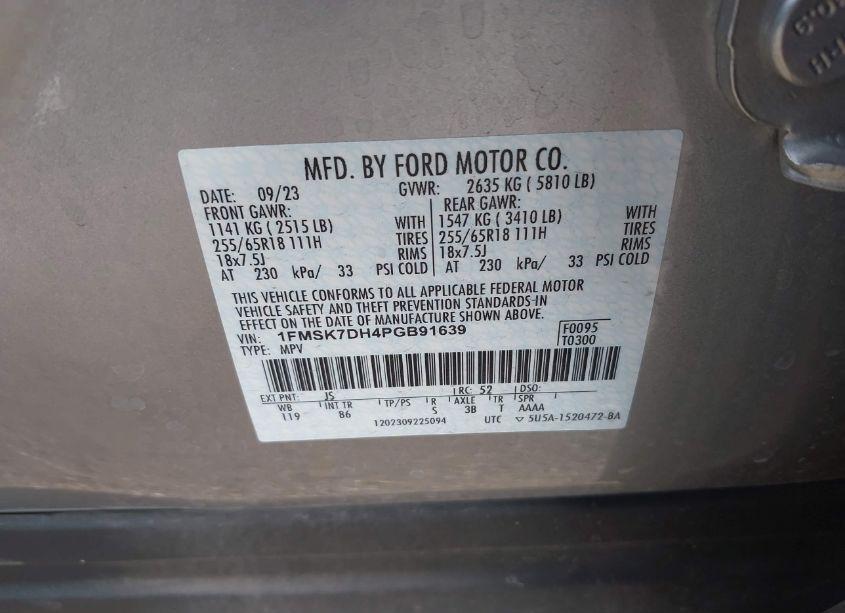 MFD. BY FORD MOTOR CO.
DATE: 09/23 GVWR: 2635 KG ( 5810 LB)
FRONT GAWR: REAR GAWR:
1141 KG ( 2515 LB) WITH 1547 KG ( 3410 LB) WITH
255/65R18 111H TIRES 255/65R18 111H TIRES
18x7.5J RIMS 18x7.5J RIMS
AT 230 kPa/ 33 PSI COLD AT 230 kPa/ 33 PSI COLD
THIS VEHICLE CONFORMS TO ALL APPLICABLE FEDERAL MOTOR
VEHICLE SAFETY AND THEFT PREVENTION STANDARDS IN
EFFECT ON THE DATE OF MANUFACTURE SHOWN ABOVE.
VIN: 1FMSK7DH4PGB91639 F0095
TYPE: MPV T0300
EXT PNT: JS RC: 52 DSO:
WB INT TR TP/PS R AXLE TR SPR
119 B6 S 3B T AAAA
1202309225094 UTC ▽ 5U5A-1520472-BA